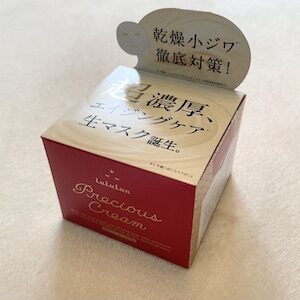 乾燥小ジワ
徹底対策！
超濃厚、
エイジングケア
生マスク誕生。
LuLuLun
Precious
Cream